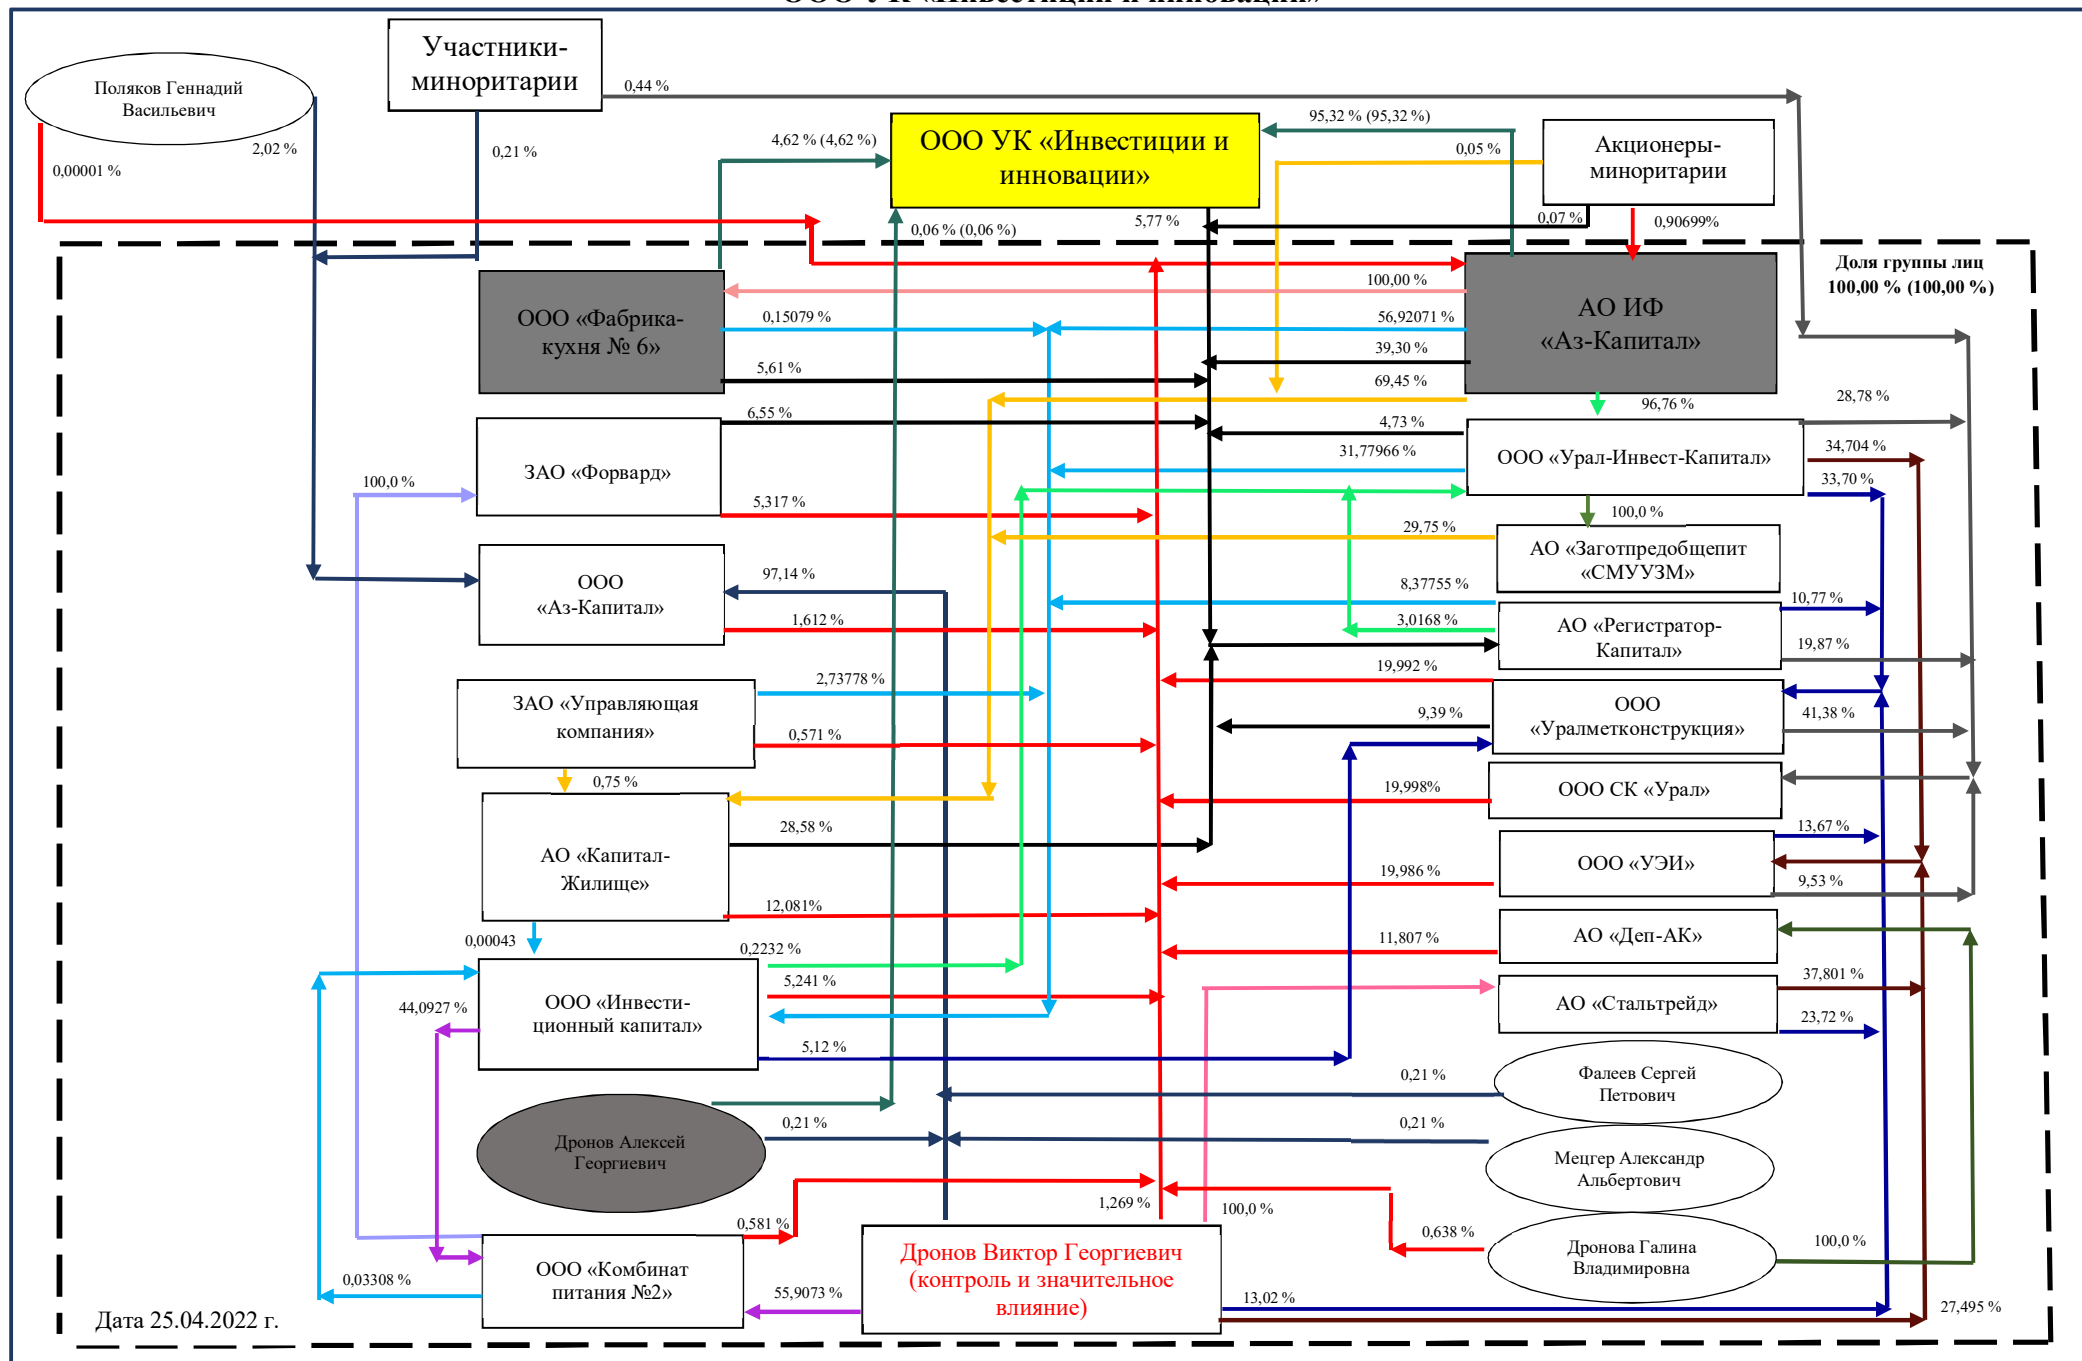 Участники-
миноритарии
Поляков Геннадий
Васильевич
0,44 %
ООО УК «Инвестиции и
инновации»
4,62 % (4,62 %)
95,32 % (95,32 %)
Акционеры-
миноритарии
0,05 %
2,02 %
0,21 %
0,00001 %
0,06 % (0,06 %)
5,77 %
0,07 %
0,90699%
Доля группы лиц
100,00 % (100,00 %)
ООО «Фабрика-
кухня № 6»
100,00 %
АО ИФ
«Аз-Капитал»
0,15079 %
56,92071 %
39,30 %
5,61 %
69,45 %
96,76 %
28,78 %
6,55 %
4,73 %
ЗАО «Форвард»
31,77966 %
ООО «Урал-Инвест-Капитал»
34,704 %
100,0 %
33,70 %
5,317 %
100,0 %
29,75 %
АО «Заготпредобщепит
«СМУУЗМ»
ООО
«Аз-Капитал»
97,14 %
8,37755 %
10,77 %
1,612 %
3,0168 %
АО «Регистратор-
Капитал»
19,87 %
19,992 %
2,73778 %
ЗАО «Управляющая
компания»
0,571 %
9,39 %
ООО
«Уралметконструкция»
41,38 %
0,75 %
19,998%
ООО СК «Урал»
28,58 %
13,67 %
АО «Капитал-
Жилище»
19,986 %
ООО «УЭИ»
9,53 %
12,081%
0,00043
0,2232 %
11,807 %
АО «Деп-АК»
5,241 %
37,801 %
44,0927 %
ООО «Инвести-
ционный капитал»
АО «Стальтрейд»
23,72 %
5,12 %
0,21 %
Фалеев Сергей
Петрович
0,21 %
0,21 %
Дронов Алексей
Георгиевич
Мецгер Александр
Альбертович
1,269 %
100,0 %
0,581 %
0,638 %
Дронова Галина
Владимировна
100,0 %
Дронов Виктор Георгиевич
(контроль и значительное
влияние)
0,03308 %
ООО «Комбинат
питания №2»
55,9073 %
13,02 %
27,495 %
Дата 25.04.2022 г.